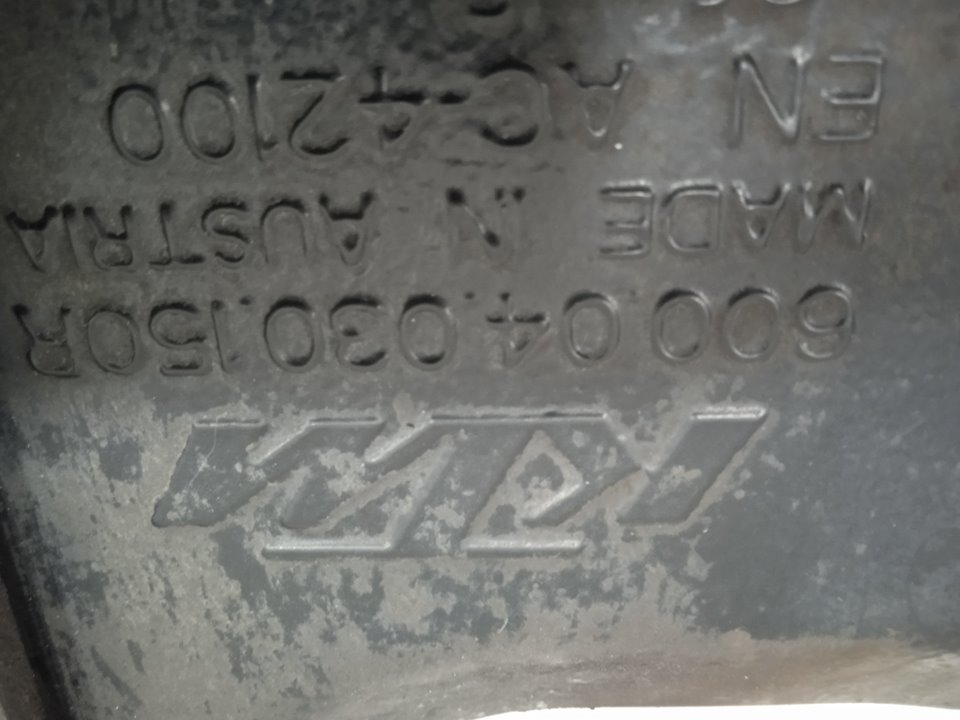 KTM
600.04.030.150R
MADE IN AUSTRIA
EN AC-42100